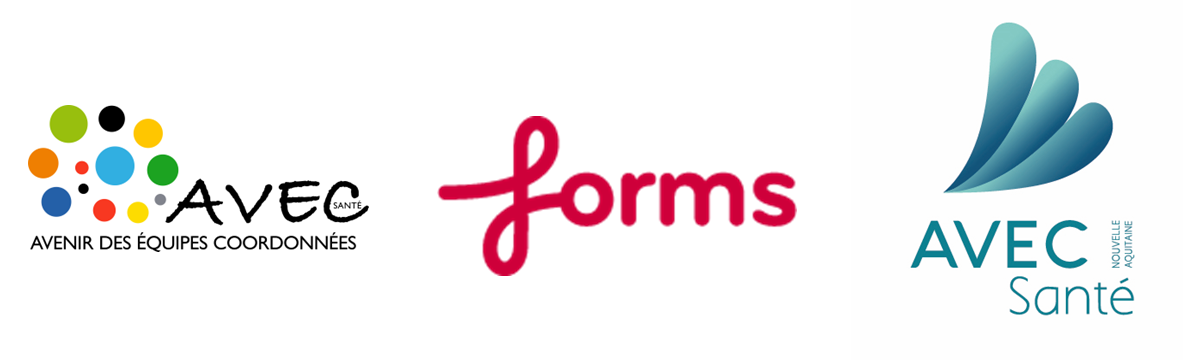 AVEC
SANTÉ
AVENIR DES ÉQUIPES COORDONNÉES
forms
AVEC
NOUVELLE
AQUITAINE
Santé